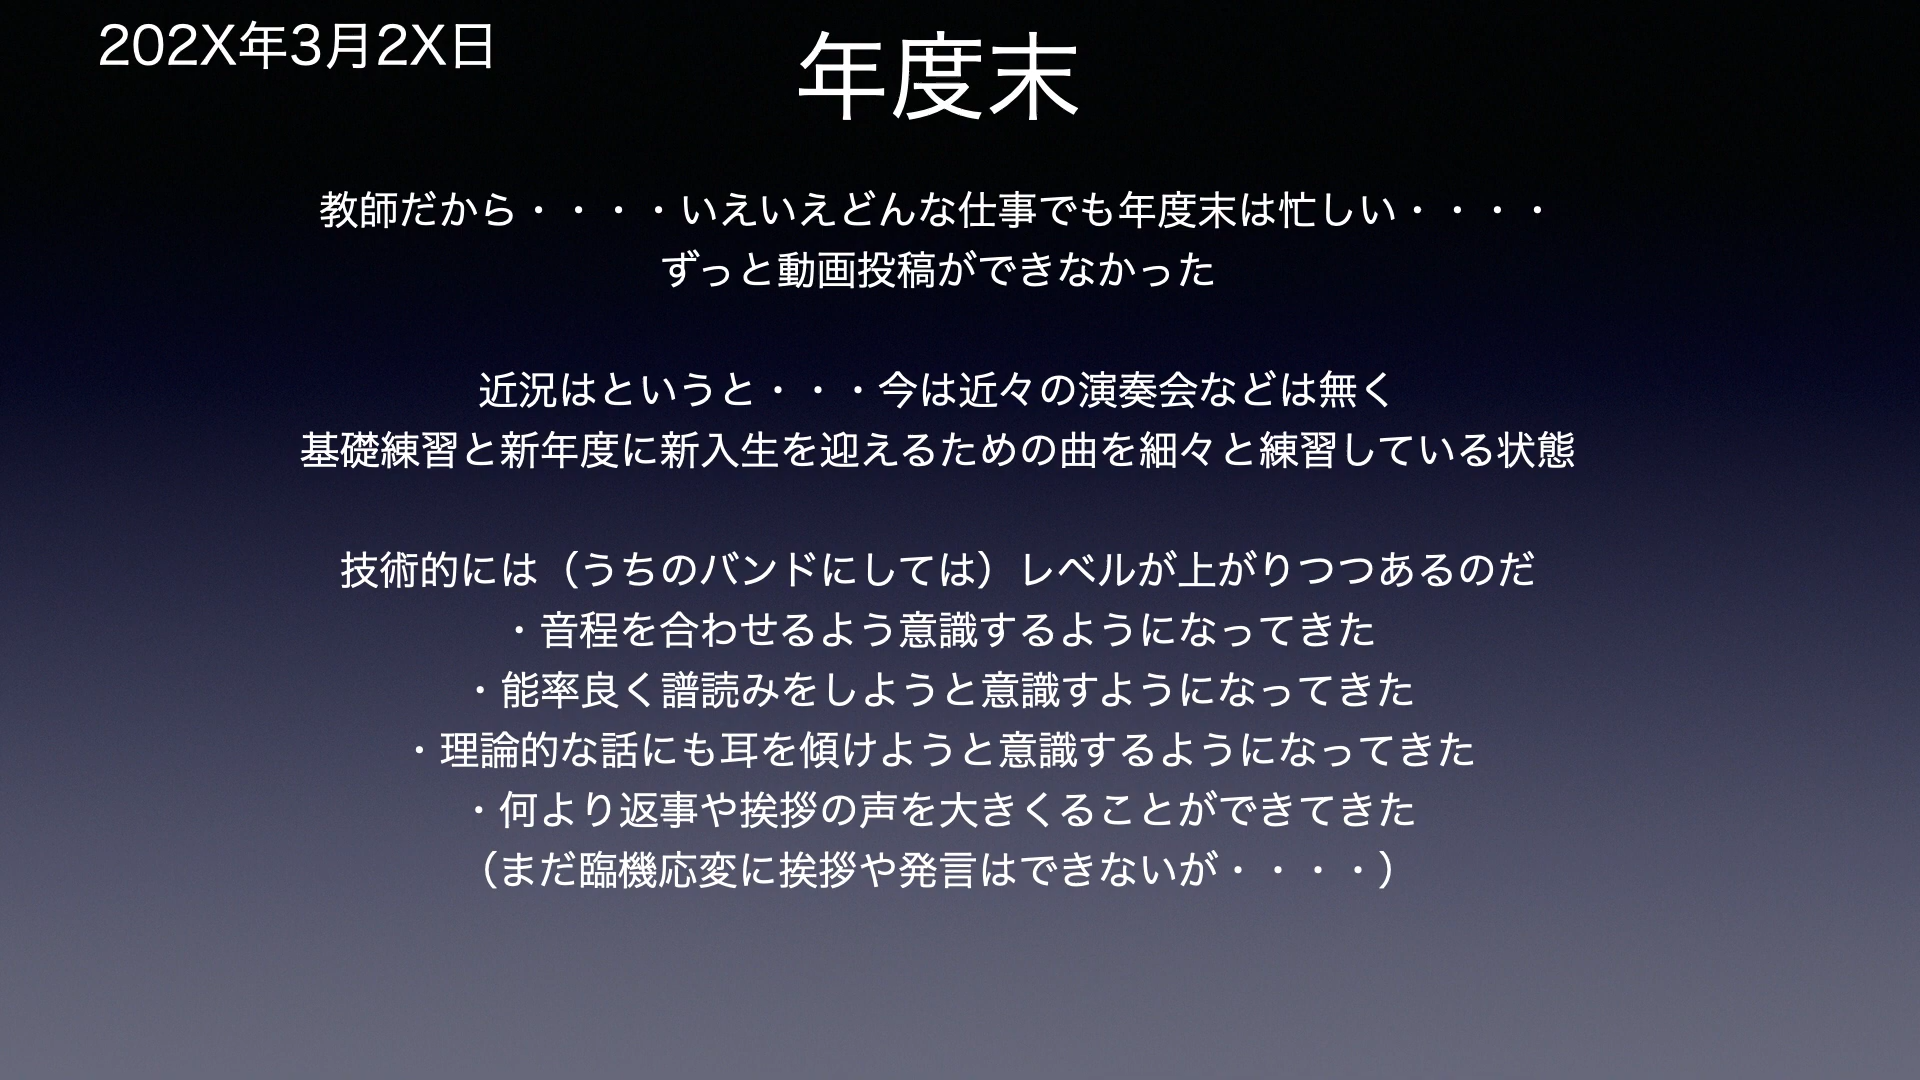 202X年3月2X日
年度末
教師だから・・・・いえいえどんな仕事でも年度末は忙しい・・・・
ずっと動画投稿ができなかった
近況はというと・・・今は近々の演奏会などは無く
基礎練習と新年度に新入生を迎えるための曲を細々と練習している状態
技術的には（うちのバンドにしては）レベルが上がりつつあるのだ
・音程を合わせるよう意識するようになってきた
・能率良く譜読みをしようと意識すようになってきた
・理論的な話にも耳を傾けようと意識するようになってきた
・何より返事や挨拶の声を大きくることができてきた
（まだ臨機応変に挨拶や発言はできないが・・・・）